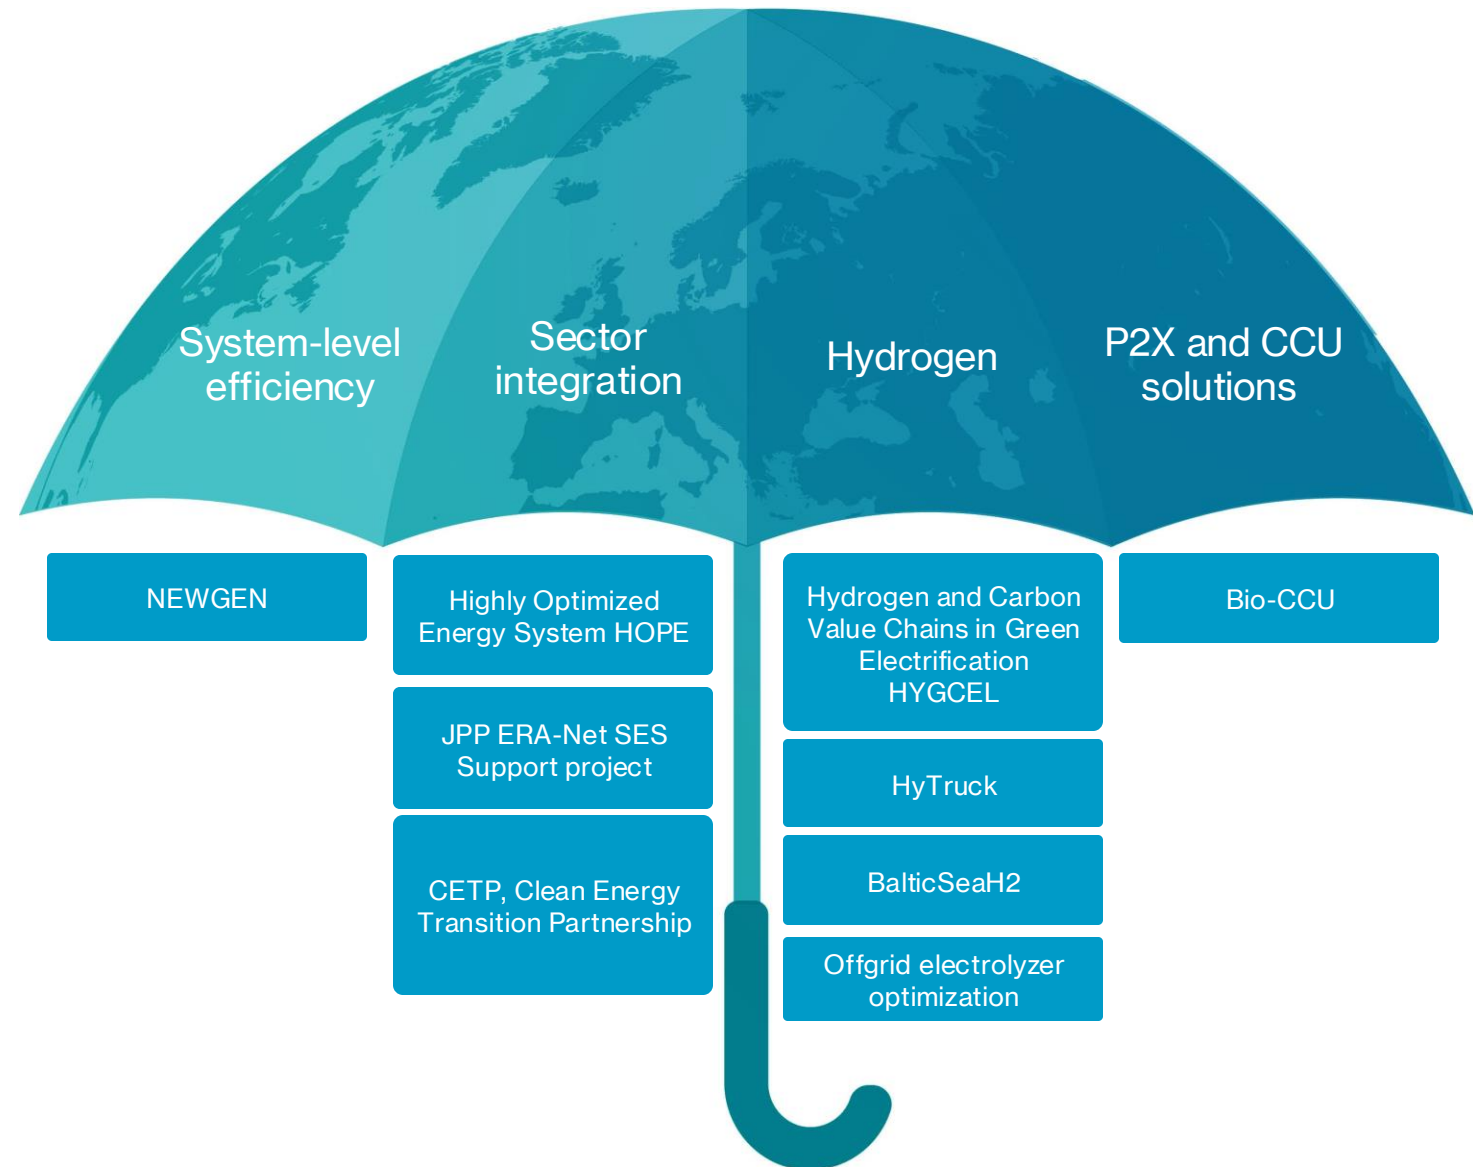 System-level
efficiency
Sector
integration
Hydrogen
P2X and CCU
solutions
NEWGEN
Highly Optimized
Energy System HOPE
JPP ERA-Net SES
Support project
CETP, Clean Energy
Transition Partnership
Hydrogen and Carbon
Value Chains in Green
Electrification
HYGCEL
HyTruck
BalticSeaH2
Offgrid electrolyzer
optimization
Bio-CCU